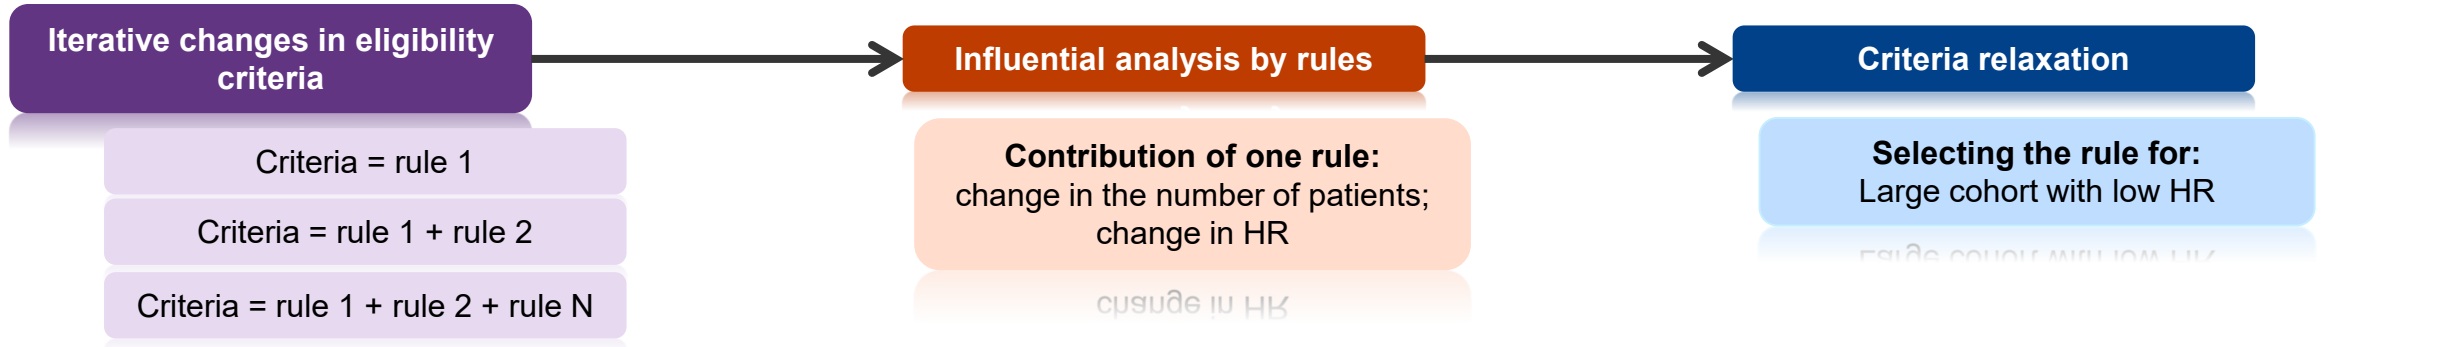 Iterative changes in eligibility
criteria
Criteria = rule 1
Criteria = rule 1 + rule 2
Criteria = rule 1 + rule 2 + rule N
Influential analysis by rules
Contribution of one rule:
change in the number of patients;
change in HR
Criteria relaxation
Selecting the rule for:
Large cohort with low HR